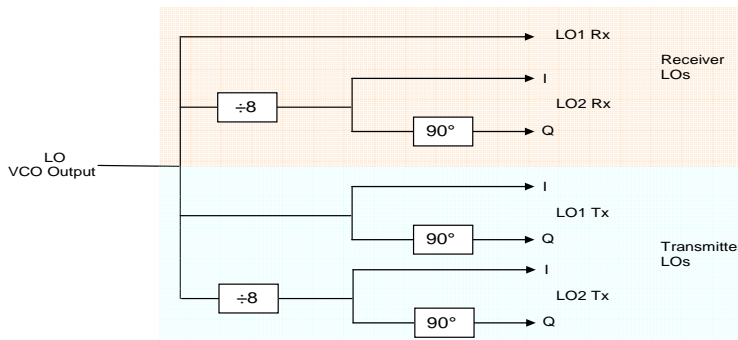 LO1 Rx
Receiver
LOs
I
÷8
LO2 Rx
90°
Q
LO
VCO Output
I
LO1 Tx
90°
Q
Transmitte
LOs
I
÷8
LO2 Tx
90°
Q